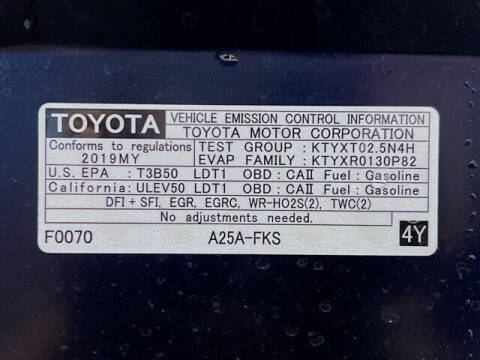 TOYOTA VEHICLE EMISSION CONTROL INFORMATION
TOYOTA MOTOR CORPORATION
Conforms to regulations
2019MY
TEST GROUP : KTYXT02.5N4H
EVAP FAMILY : KTYXR0130P82
U.S. EPA : T3B50 LDT1 OBD : CAII Fuel : Gasoline
California: ULEV50 LDT1 OBD : CAII Fuel : Gasoline
DFI + SFI, EGR, EGRC, WR-HO2S(2), TWC(2)
No adjustments needed.
F0070 A25A-FKS 4Y